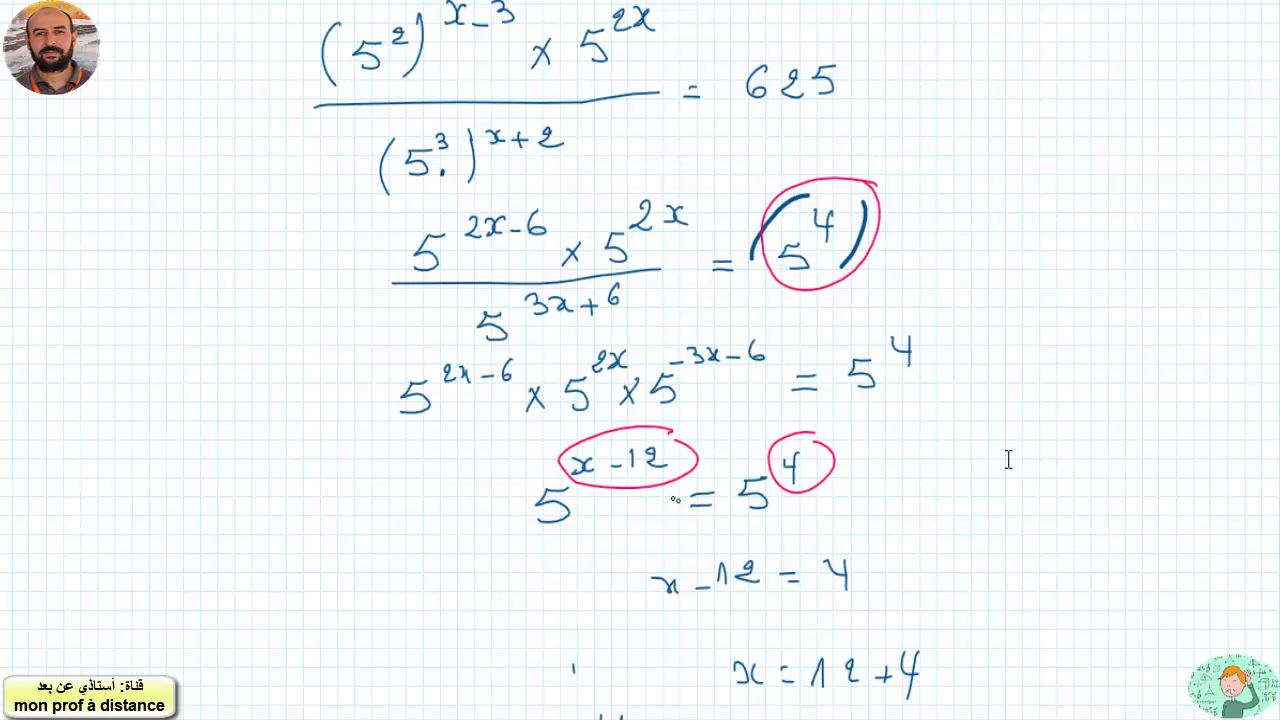 (5²)^(x-3) × 5^(2x)
/ (5³)^(x+2) = 625
5^(2x-6) × 5^(2x)
/ 5^(3x+6) = (5⁴)
5^(2x-6) × 5^(2x) × 5^(-3x-6) = 5⁴
5^(x-12) = 5⁴
x - 12 = 4
x = 12 + 4
قناة: أستاذي عن بعد
mon prof à distance